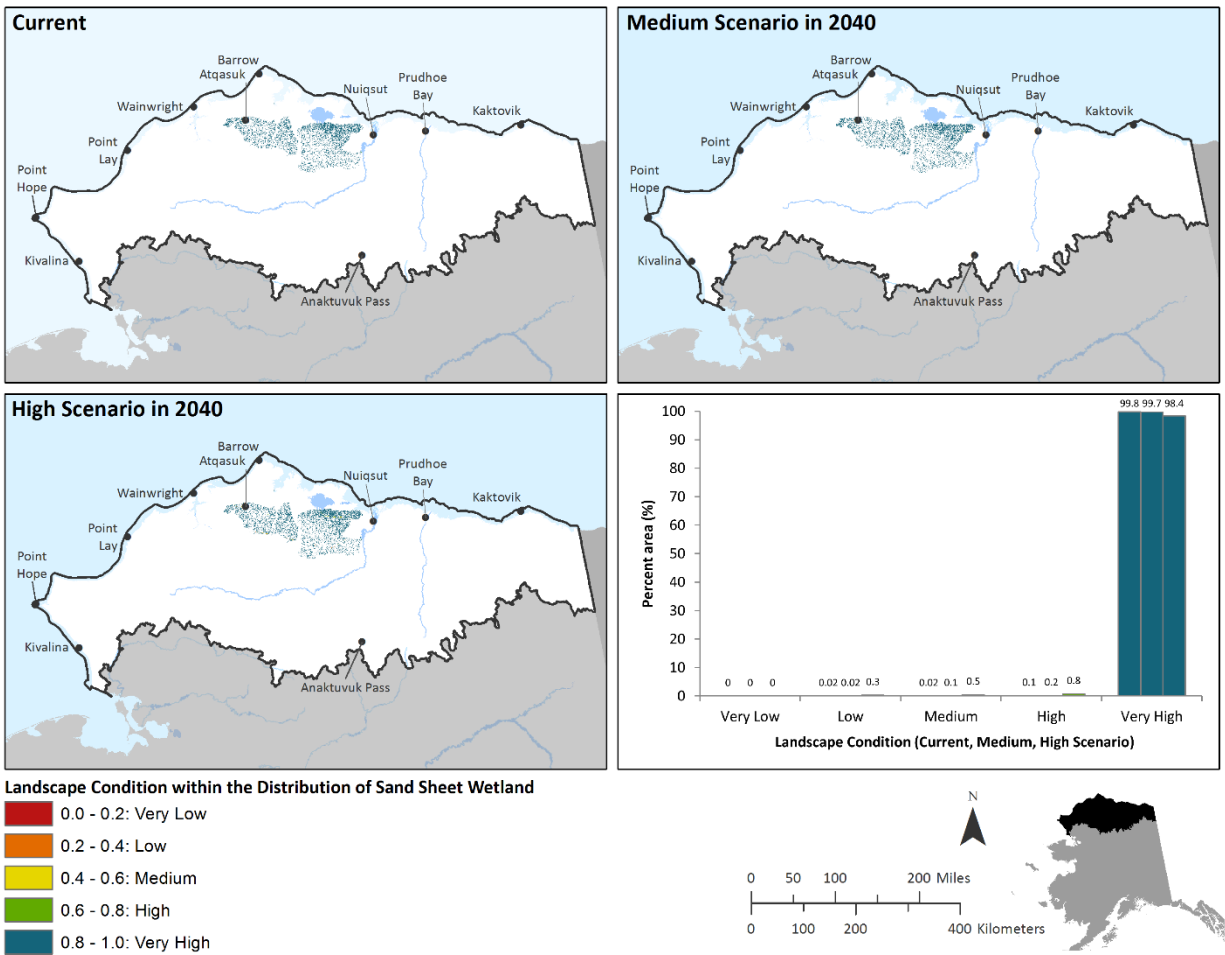 Current
Barrow
Atqasuk
Wainwright
Nuiqsut
Prudhoe
Bay
Kaktovik
Point
Lay
Point
Hope
Kivalina
Anaktuvuk Pass
Medium Scenario in 2040
Barrow
Atqasuk
Wainwright
Nuiqsut
Prudhoe
Bay
Kaktovik
Point
Lay
Point
Hope
Kivalina
Anaktuvuk Pass
High Scenario in 2040
Barrow
Atqasuk
Wainwright
Nuiqsut
Prudhoe
Bay
Kaktovik
Point
Lay
Point
Hope
Kivalina
Anaktuvuk Pass
Percent area (%)
100
90
80
70
60
50
40
30
20
10
0
0 0 0
0.02 0.02 0.3
0.02 0.1 0.5
0.1 0.2 0.8
99.8 99.7 98.4
Very Low Low Medium High Very High
Landscape Condition (Current, Medium, High Scenario)
Landscape Condition within the Distribution of Sand Sheet Wetland
0.0 - 0.2: Very Low
0.2 - 0.4: Low
0.4 - 0.6: Medium
0.6 - 0.8: High
0.8 - 1.0: Very High
N
0 50 100 200 Miles
0 100 200 400 Kilometers